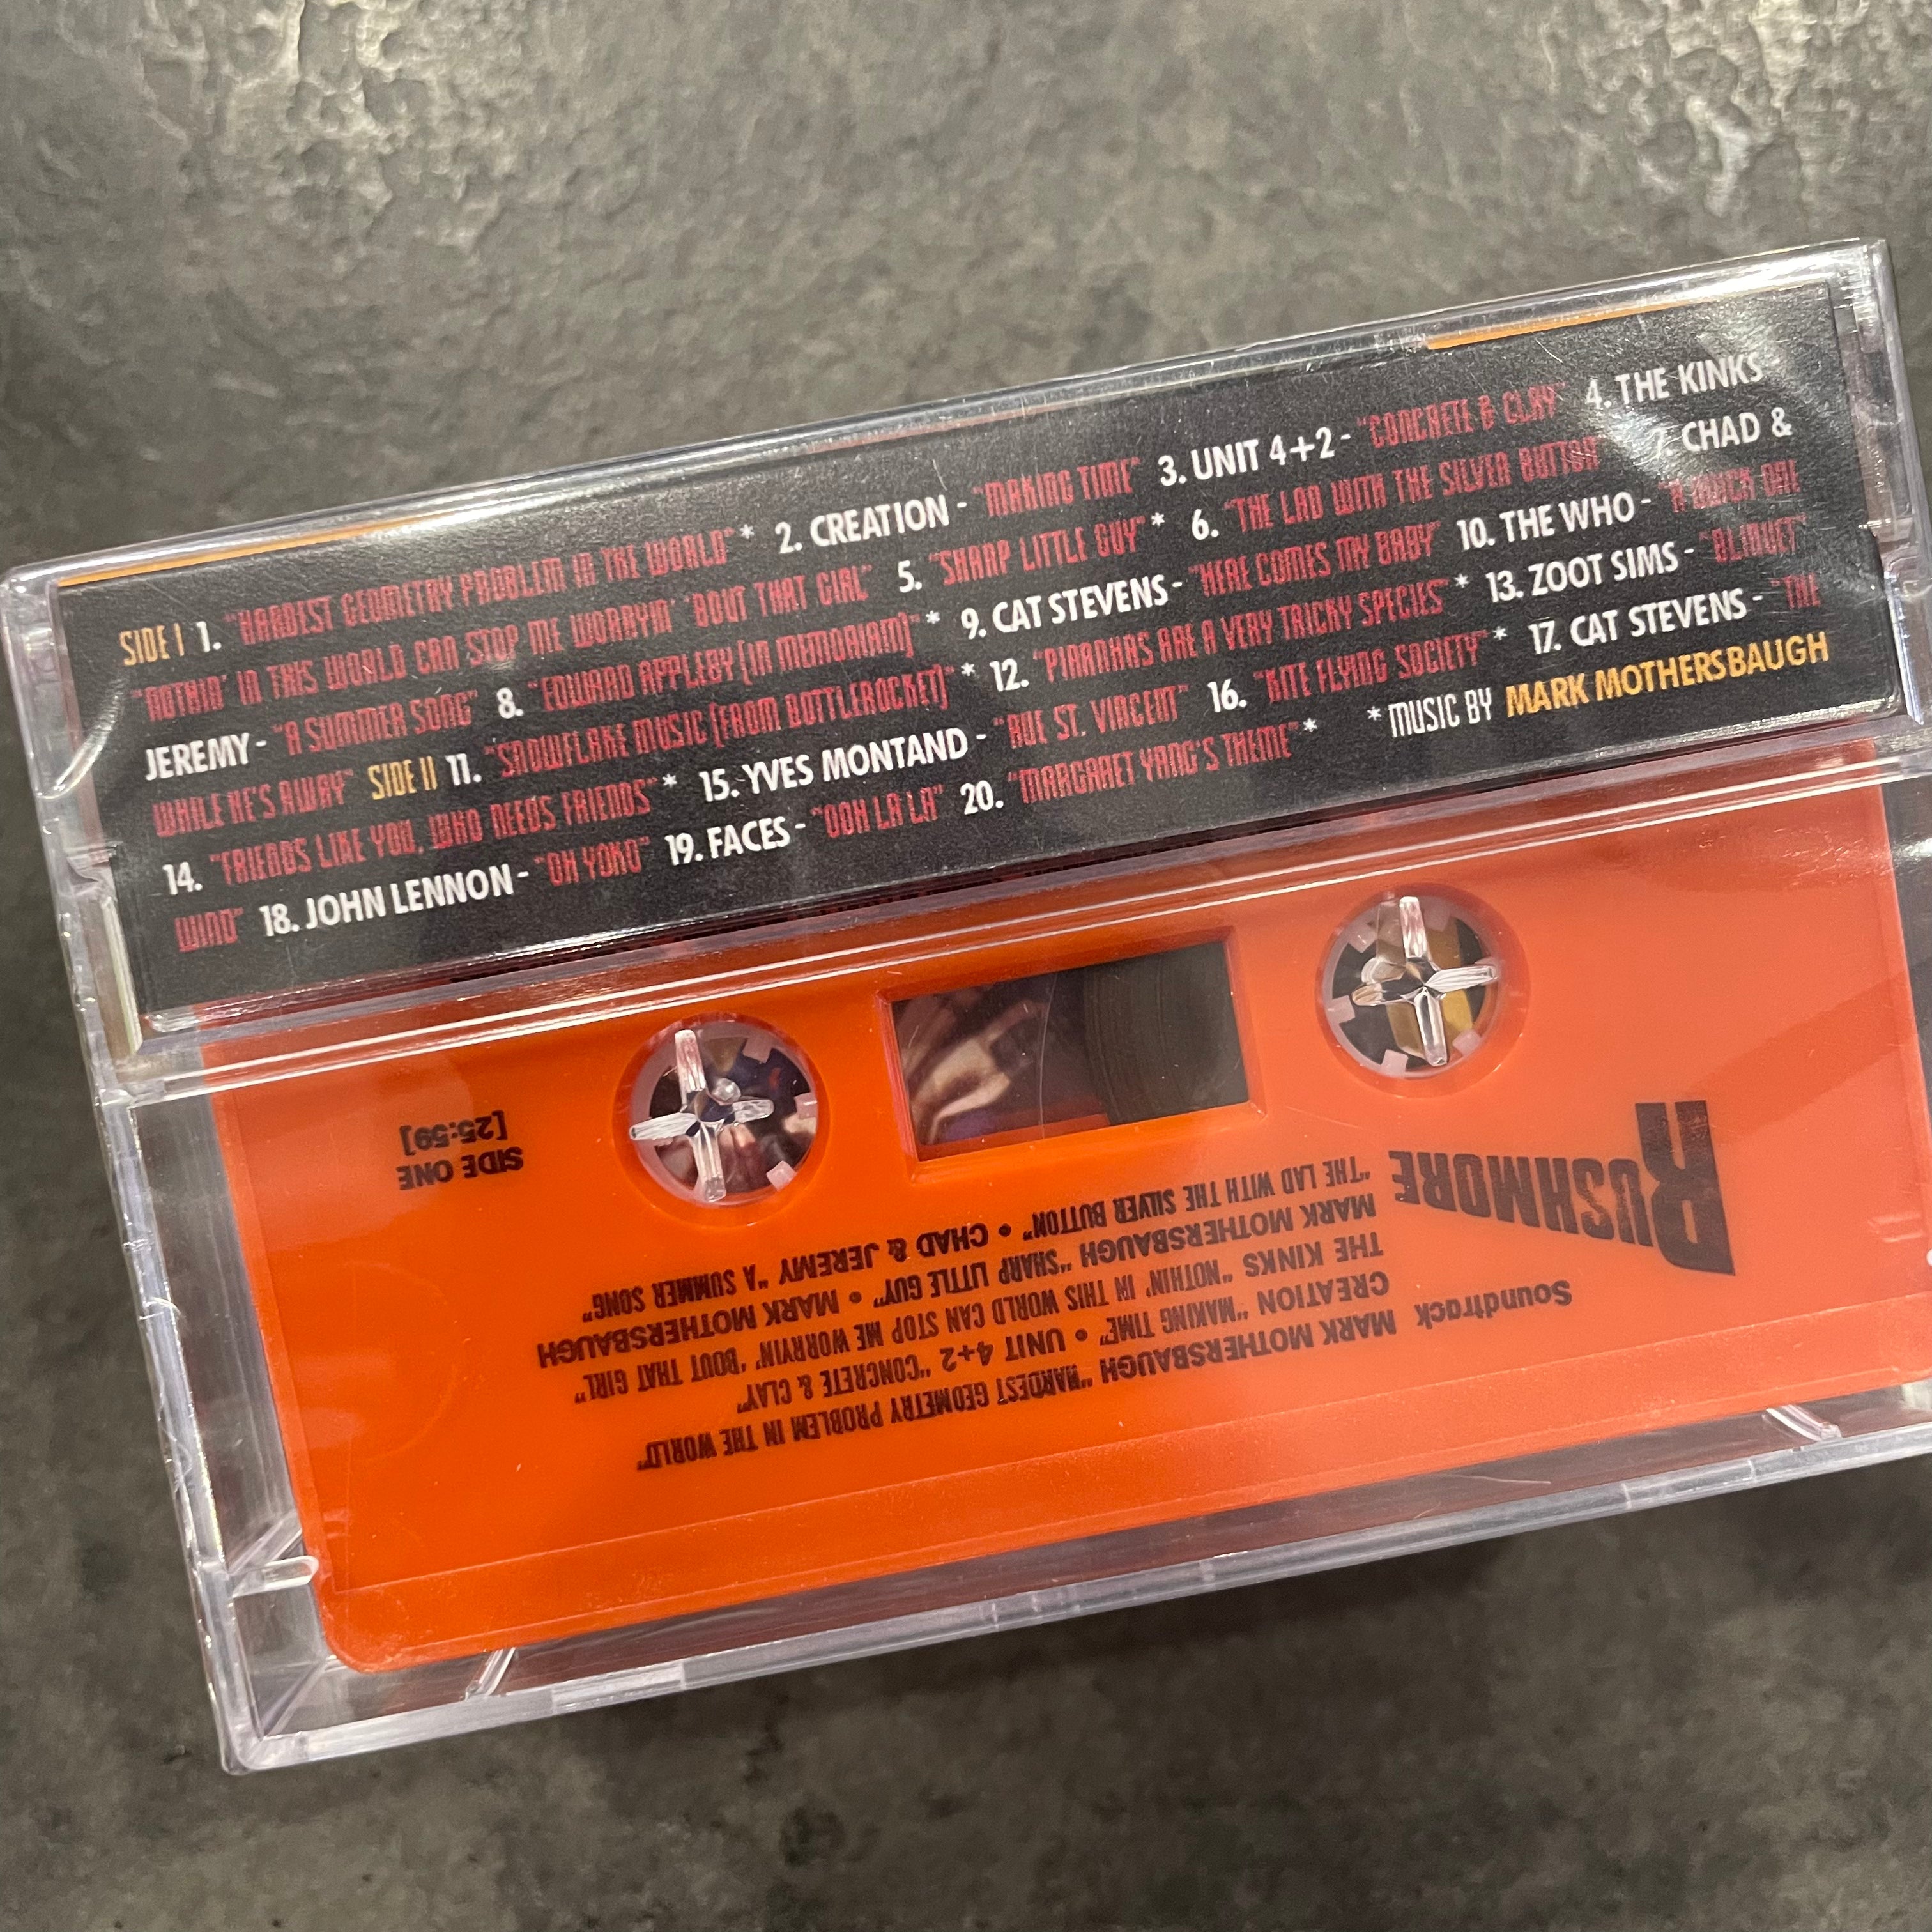 SIDE I 1. "HARDEST GEOMETRY PROBLEM IN THE WORLD"* 2. CREATION - "MAKING TIME" 3. UNIT 4+2 - "CONCRETE & CLAY" 4. THE KINKS
"NOTHIN' IN THIS WORLD CAN STOP ME WORRYIN' 'BOUT THAT GIRL" 5. "SHARP LITTLE GUY"* 6. "THE LAD WITH THE SILVER BUTTON" 7. CHAD &
JEREMY - "A SUMMER SONG" 8. "EDWARD APPLEBY (IN MEMORIAM)"* 9. CAT STEVENS - "HERE COMES MY BABY" 10. THE WHO - "A QUICK ONE
WHILE HE'S AWAY" SIDE II 11. "SNOWFLAKE MUSIC (FROM BOTTLEROCKET)"* 12. "PIRANHAS ARE A VERY TRICKY SPECIES"* 13. ZOOT SIMS - "BLINUET"
14. "FRIENDS LIKE YOU, WHO NEEDS FRIENDS"* 15. YVES MONTAND - "RUE ST. VINCENT" 16. "KITE FLYING SOCIETY"* 17. CAT STEVENS - "THE
WIND" 18. JOHN LENNON - "OH YOKO" 19. FACES - "OOH LA LA" 20. "MARGARET YANG'S THEME"* *MUSIC BY MARK MOTHERSBAUGH
Soundtrack
RUSHMORE
MARK MOTHERSBAUGH "HARDEST GEOMETRY PROBLEM IN THE WORLD"
CREATION "MAKING TIME" • UNIT 4+2 "CONCRETE & CLAY"
THE KINKS "NOTHIN' IN THIS WORLD CAN STOP ME WORRYIN' 'BOUT THAT GIRL"
MARK MOTHERSBAUGH "SHARP LITTLE GUY" • MARK MOTHERSBAUGH
"THE LAD WITH THE SILVER BUTTON" • CHAD & JEREMY "A SUMMER SONG"
SIDE ONE
[25:59]